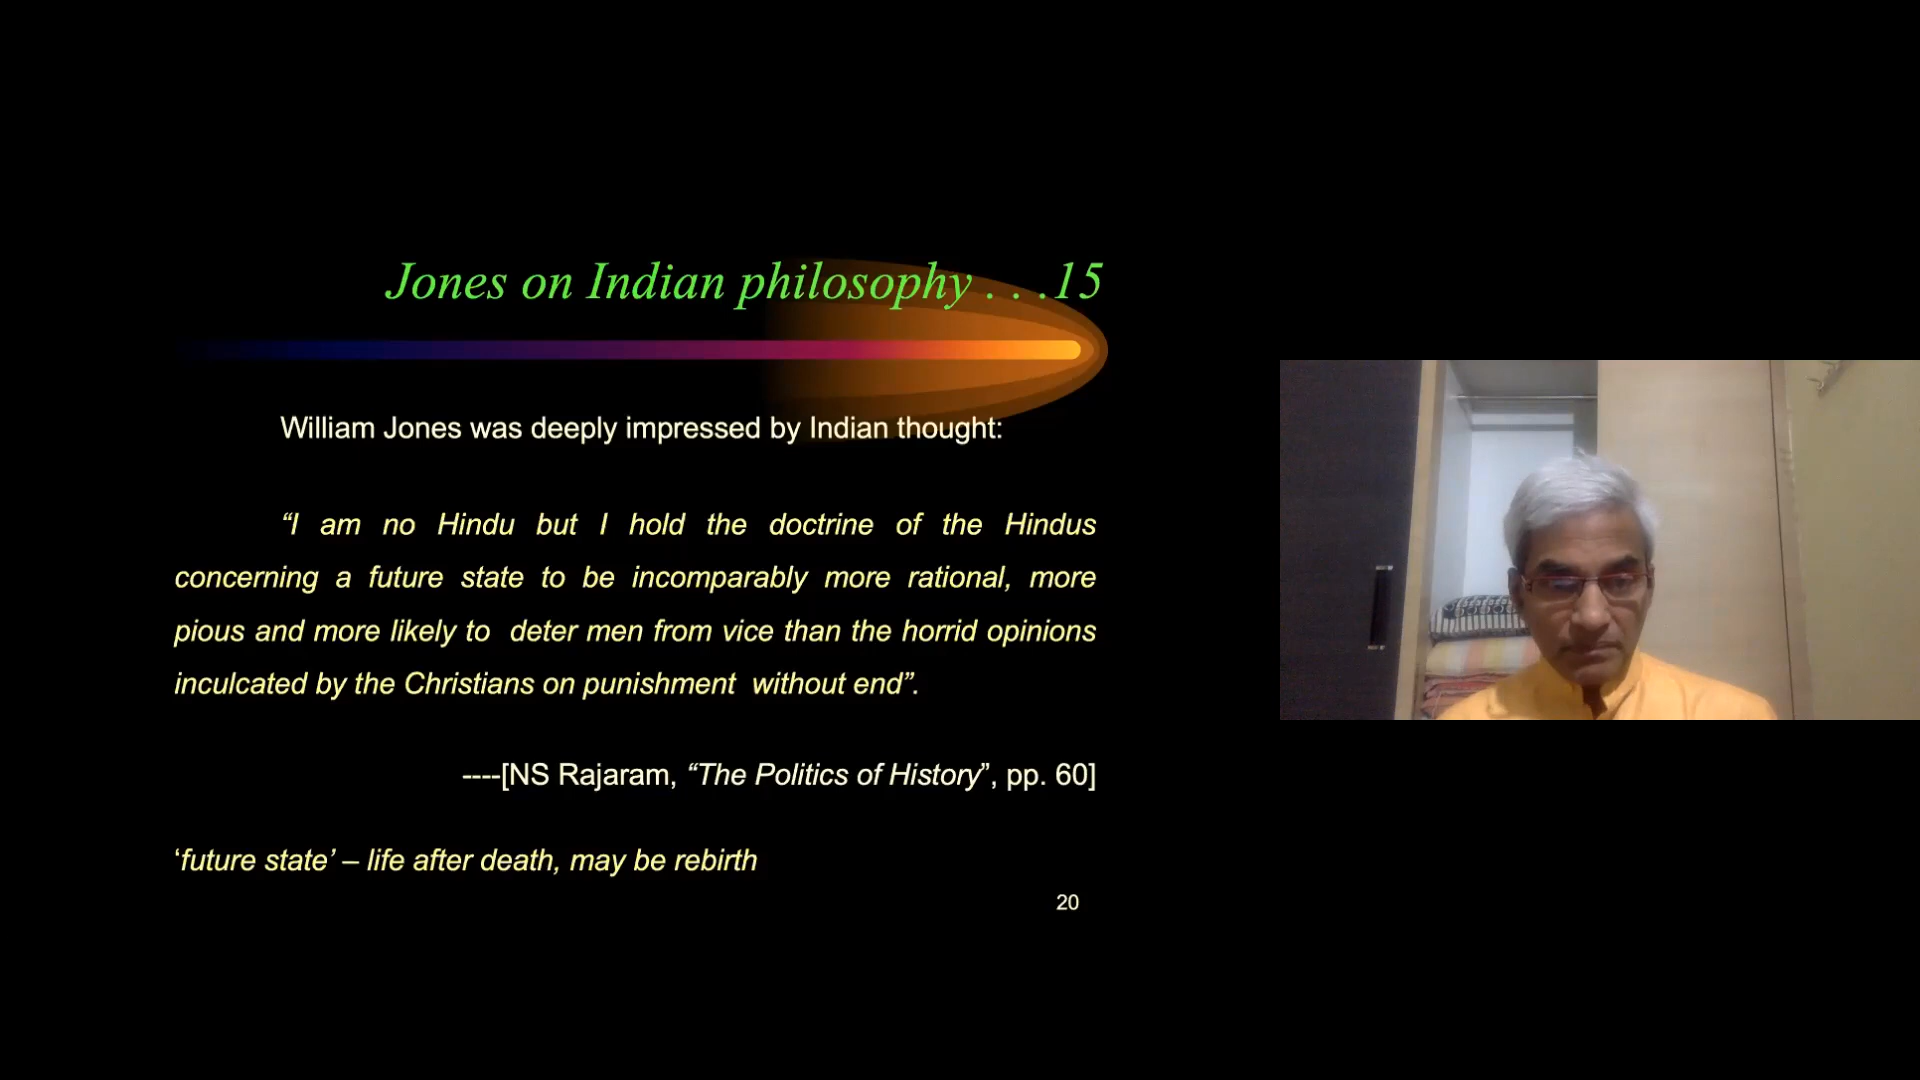 Jones on Indian philosophy . . .15
William Jones was deeply impressed by Indian thought:
“I am no Hindu but I hold the doctrine of the Hindus
concerning a future state to be incomparably more rational, more
pious and more likely to deter men from vice than the horrid opinions
inculcated by the Christians on punishment without end”.
----[NS Rajaram, “The Politics of History”, pp. 60]
‘future state’ – life after death, may be rebirth
20